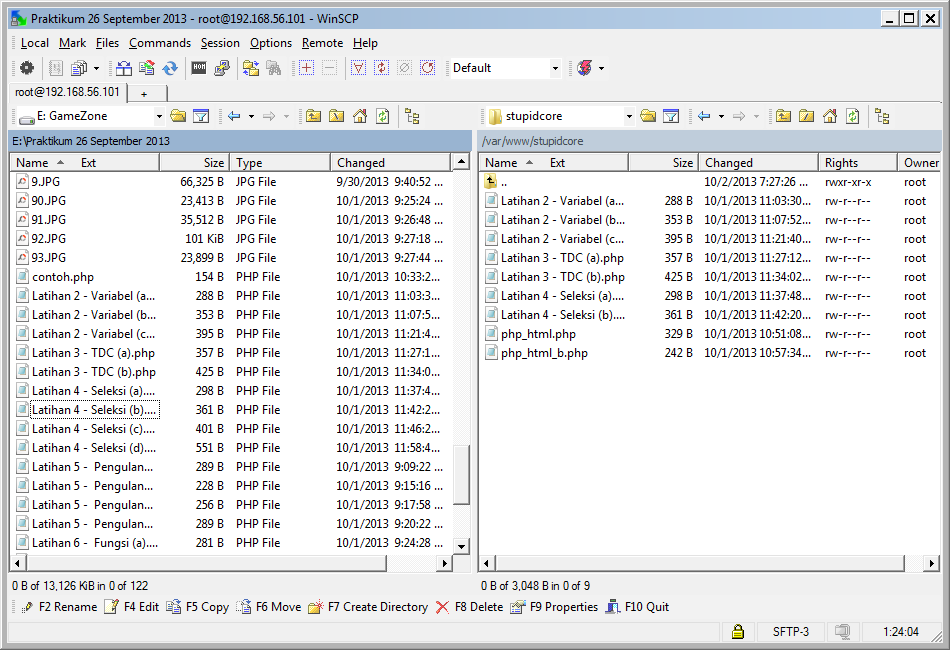 Praktikum 26 September 2013 - root@192.168.56.101 - WinSCP
Local Mark Files Commands Session Options Remote Help
Default
root@192.168.56.101 +
E: GameZone
stupidcore
E:\Praktikum 26 September 2013
/var/www/stupidcore
Name Ext Size Type Changed
9.JPG 66,325 B JPG File 9/30/2013 9:40:52 ...
90.JPG 23,413 B JPG File 10/1/2013 9:25:24 ...
91.JPG 35,512 B JPG File 10/1/2013 9:26:48 ...
92.JPG 101 KiB JPG File 10/1/2013 9:27:18 ...
93.JPG 23,899 B JPG File 10/1/2013 9:27:44 ...
contoh.php 154 B PHP File 10/1/2013 10:33:2...
Latihan 2 - Variabel (a... 288 B PHP File 10/1/2013 11:03:3...
Latihan 2 - Variabel (b... 353 B PHP File 10/1/2013 11:07:5...
Latihan 2 - Variabel (c... 395 B PHP File 10/1/2013 11:21:4...
Latihan 3 - TDC (a).php 357 B PHP File 10/1/2013 11:27:1...
Latihan 3 - TDC (b).php 425 B PHP File 10/1/2013 11:34:0...
Latihan 4 - Seleksi (a).... 298 B PHP File 10/1/2013 11:37:4...
Latihan 4 - Seleksi (b).... 361 B PHP File 10/1/2013 11:42:2...
Latihan 4 - Seleksi (c).... 401 B PHP File 10/1/2013 11:46:2...
Latihan 4 - Seleksi (d).... 551 B PHP File 10/1/2013 11:58:4...
Latihan 5 - Pengulan... 289 B PHP File 10/1/2013 9:09:22 ...
Latihan 5 - Pengulan... 228 B PHP File 10/1/2013 9:15:16 ...
Latihan 5 - Pengulan... 256 B PHP File 10/1/2013 9:17:58 ...
Latihan 5 - Pengulan... 289 B PHP File 10/1/2013 9:20:22 ...
Latihan 6 - Fungsi (a).... 281 B PHP File 10/1/2013 9:24:28 ...
Name Ext Size Changed Rights Owner
.. 10/2/2013 7:27:26 ... rwxr-xr-x root
Latihan 2 - Variabel (a... 288 B 10/1/2013 11:03:30... rw-r--r-- root
Latihan 2 - Variabel (b... 353 B 10/1/2013 11:07:52... rw-r--r-- root
Latihan 2 - Variabel (c... 395 B 10/1/2013 11:21:40... rw-r--r-- root
Latihan 3 - TDC (a).php 357 B 10/1/2013 11:27:12... rw-r--r-- root
Latihan 3 - TDC (b).php 425 B 10/1/2013 11:34:02... rw-r--r-- root
Latihan 4 - Seleksi (a).... 298 B 10/1/2013 11:37:48... rw-r--r-- root
Latihan 4 - Seleksi (b).... 361 B 10/1/2013 11:42:20... rw-r--r-- root
php_html.php 329 B 10/1/2013 10:51:08... rw-r--r-- root
php_html_b.php 242 B 10/1/2013 10:57:34... rw-r--r-- root
0 B of 13,126 KiB in 0 of 122
0 B of 3,048 B in 0 of 9
F2 Rename F4 Edit F5 Copy F6 Move F7 Create Directory F8 Delete F9 Properties F10 Quit
SFTP-3 1:24:04